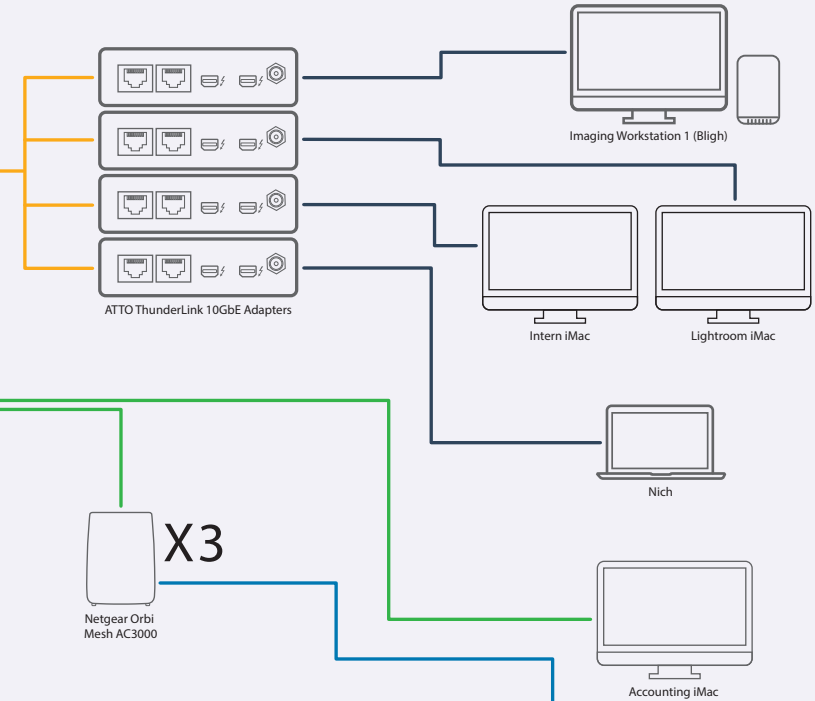 Imaging Workstation 1 (Bligh)
ATTO ThunderLink 10GbE Adapters
Intern iMac
Lightroom iMac
Nich
X3
Netgear Orbi
Mesh AC3000
Accounting iMac